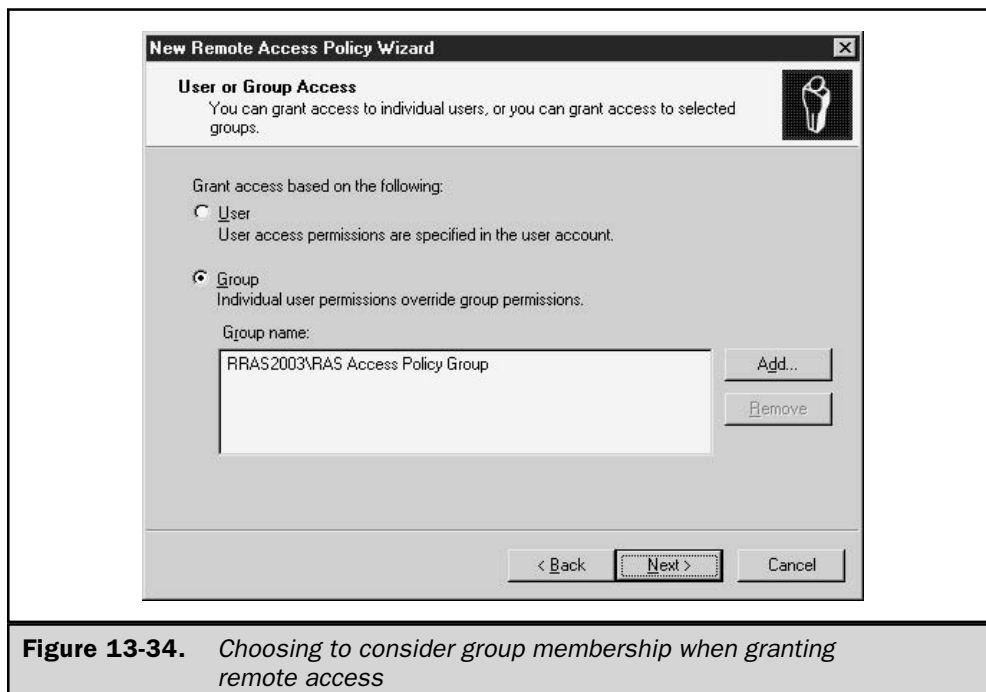 New Remote Access Policy Wizard
User or Group Access
You can grant access to individual users, or you can grant access to selected
groups.
Grant access based on the following:
User
User access permissions are specified in the user account.
Group
Individual user permissions override group permissions.
Group name:
RRAS2003\RAS Access Policy Group
Add...
Remove
< Back
Next >
Cancel
Figure 13-34. Choosing to consider group membership when granting
remote access